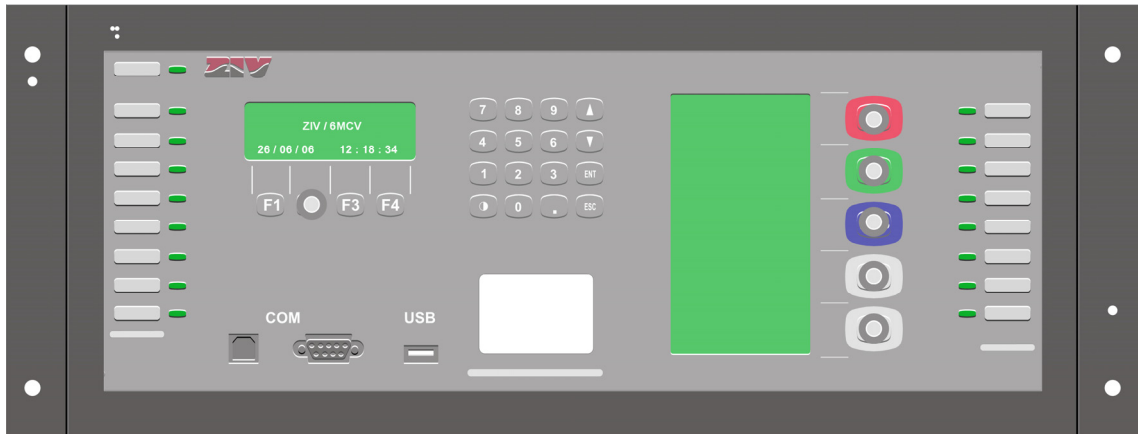 ZIV
ZIV / 6MCV
26 / 06 / 06 12 : 18 : 34
7 8 9
4 5 6
1 2 3 ENT
0 . ESC
F1 F3 F4
COM USB